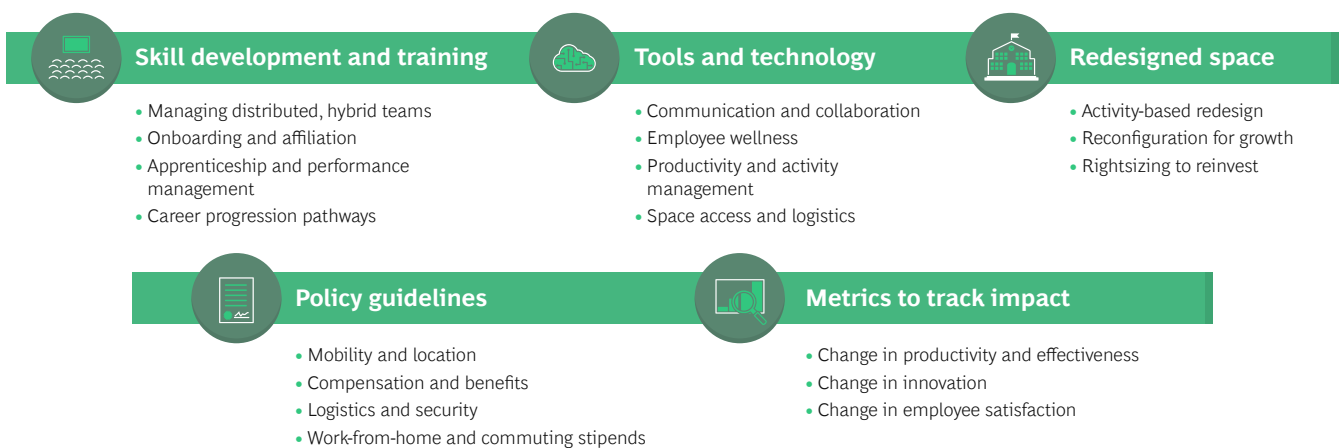 Skill development and training
• Managing distributed, hybrid teams
• Onboarding and affiliation
• Apprenticeship and performance
management
• Career progression pathways
Tools and technology
• Communication and collaboration
• Employee wellness
• Productivity and activity
management
• Space access and logistics
Redesigned space
• Activity-based redesign
• Reconfiguration for growth
• Rightsizing to reinvest
Policy guidelines
• Mobility and location
• Compensation and benefits
• Logistics and security
• Work-from-home and commuting stipends
Metrics to track impact
• Change in productivity and effectiveness
• Change in innovation
• Change in employee satisfaction